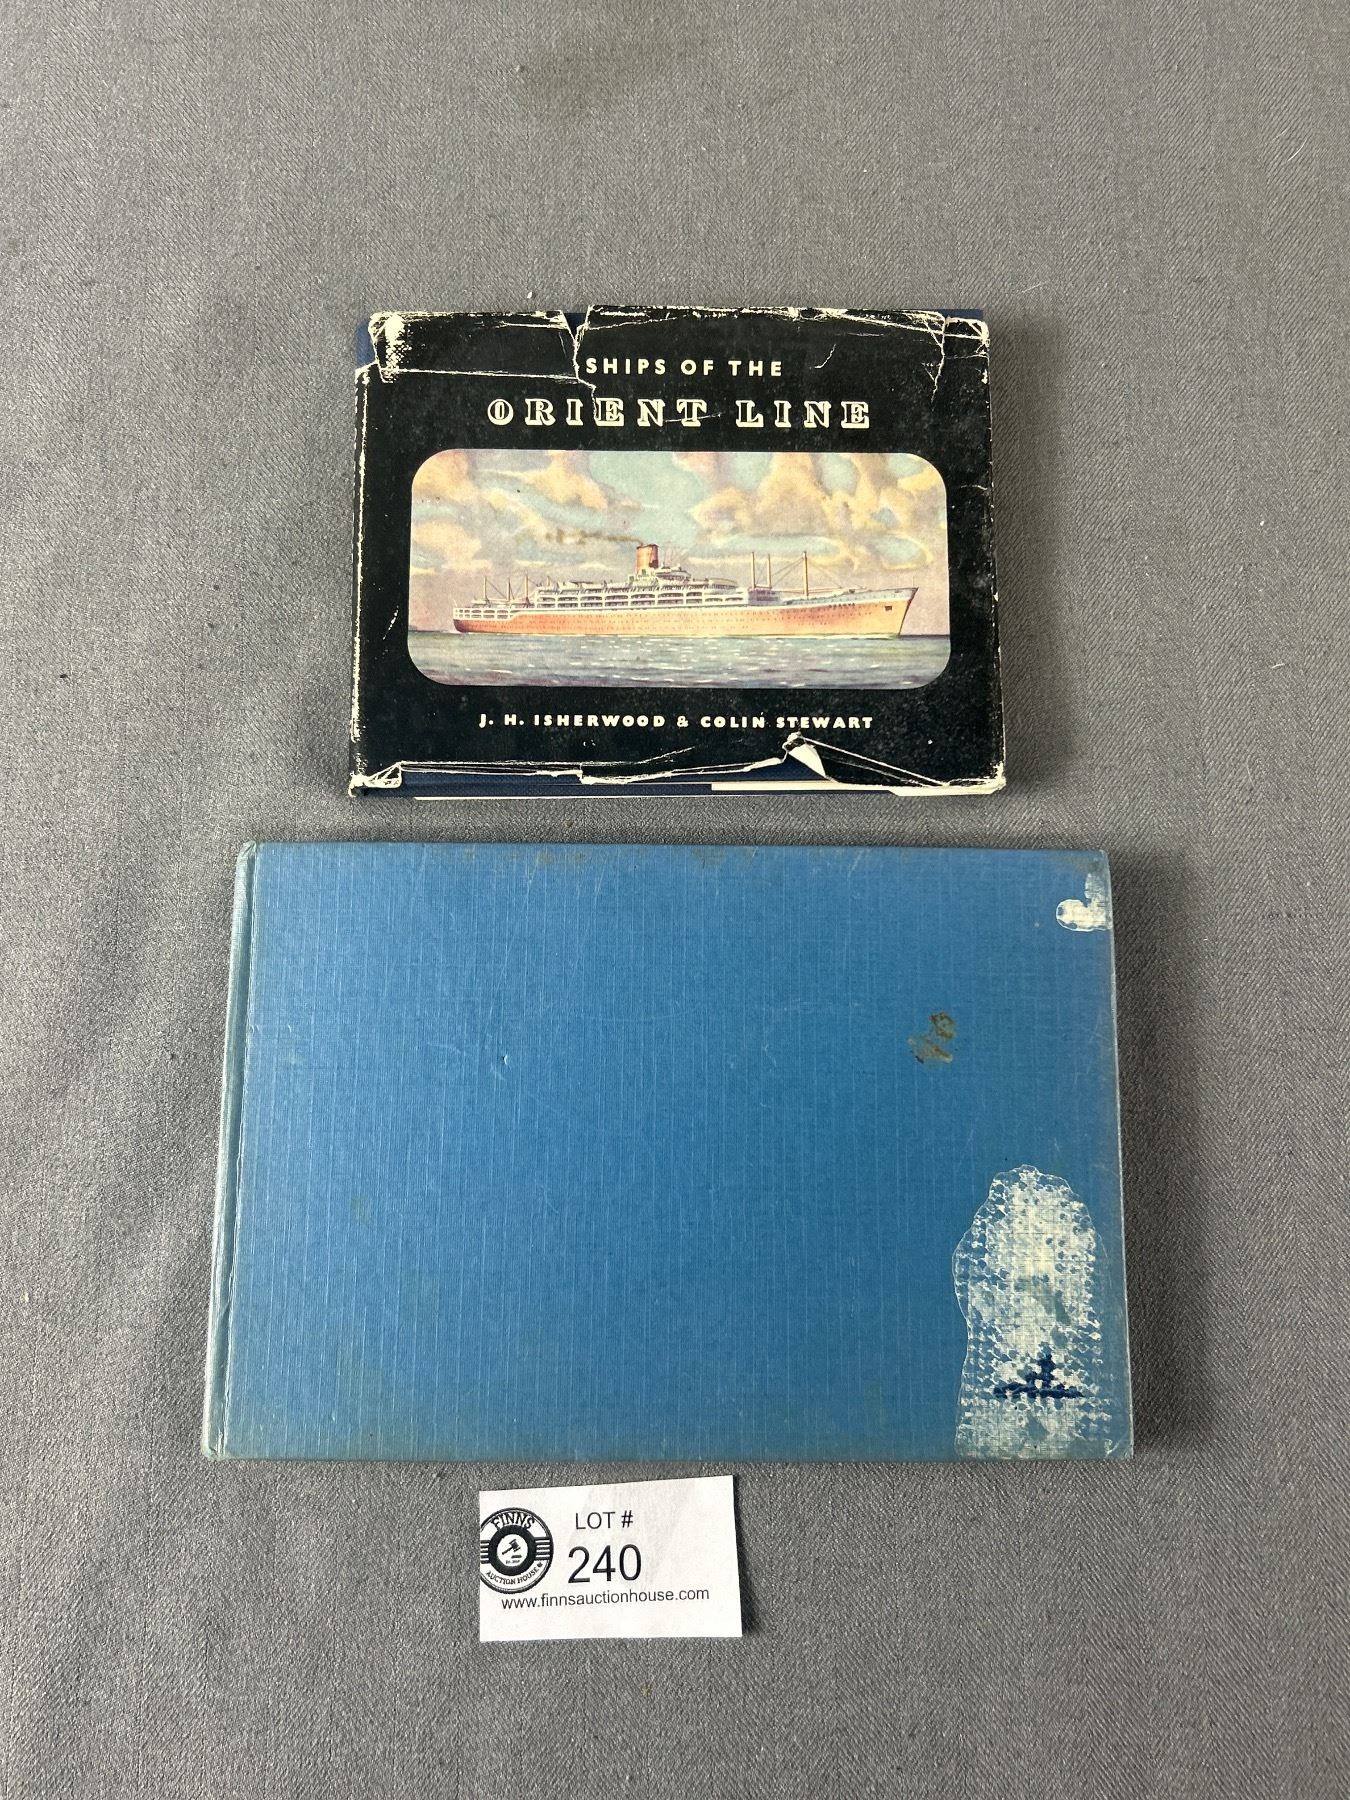 SHIPS OF THE
ORIENT LINE
J. H. ISHERWOOD & COLIN STEWART
FINNS
AUCTION HOUSE
LOT #
240
www.finnsauctionhouse.com